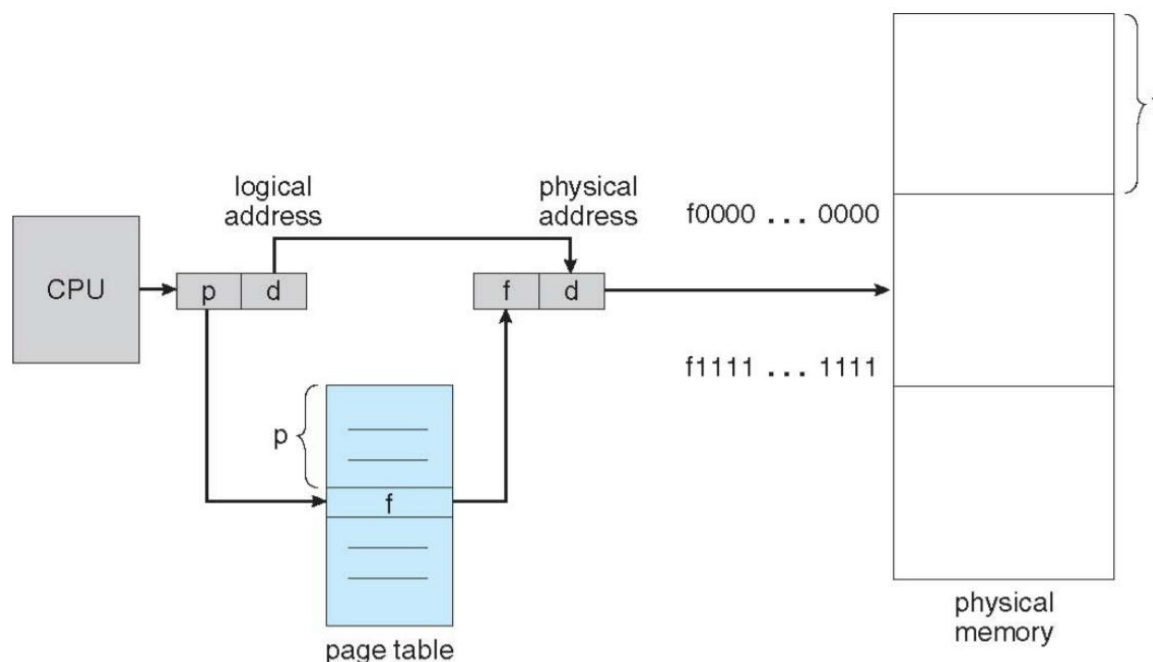 logical
address
physical
address
f0000 ... 0000
CPU
p
d
f
d
f1111 ... 1111
p
f
page table
physical
memory